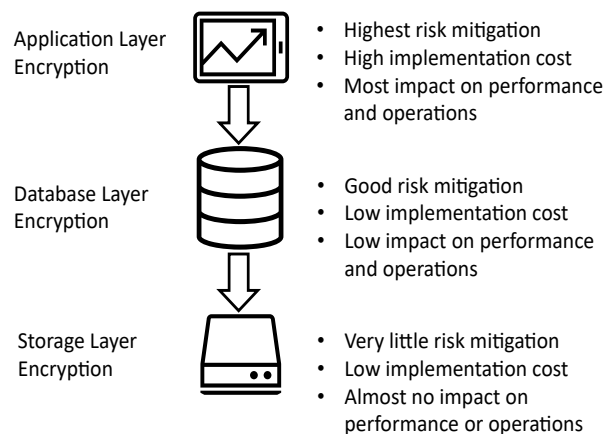 Application Layer
Encryption
• Highest risk mitigation
• High implementation cost
• Most impact on performance
and operations
Database Layer
Encryption
• Good risk mitigation
• Low implementation cost
• Low impact on performance
and operations
Storage Layer
Encryption
• Very little risk mitigation
• Low implementation cost
• Almost no impact on
performance or operations